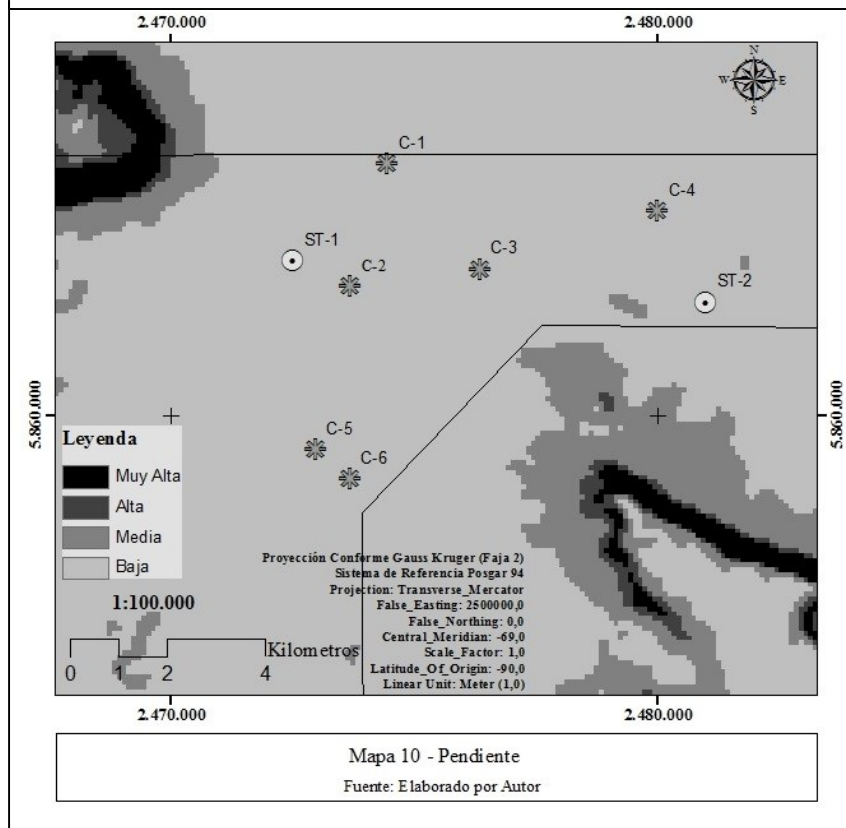 2.470.000 2.480.000
N
W E
S
C-1
C-4
ST-1
C-2
C-3
ST-2
5.860.000 5.860.000
C-5
C-6
Leyenda
Muy Alta
Alta
Media
Baja
1:100.000
Kilometros
0 1 2 4
Proyección Conforme Gauss Kruger (Faja 2)
Sistema de Referencia Posgar 94
Projection: Transverse_Mercator
False_Easting: 2500000,0
False_Northing: 0,0
Central_Meridian: -69,0
Scale_Factor: 1,0
Latitude_Of_Origin: -90,0
Linear Unit: Meter (1,0)
2.470.000 2.480.000
Mapa 10 - Pendiente
Fuente: Elaborado por Autor